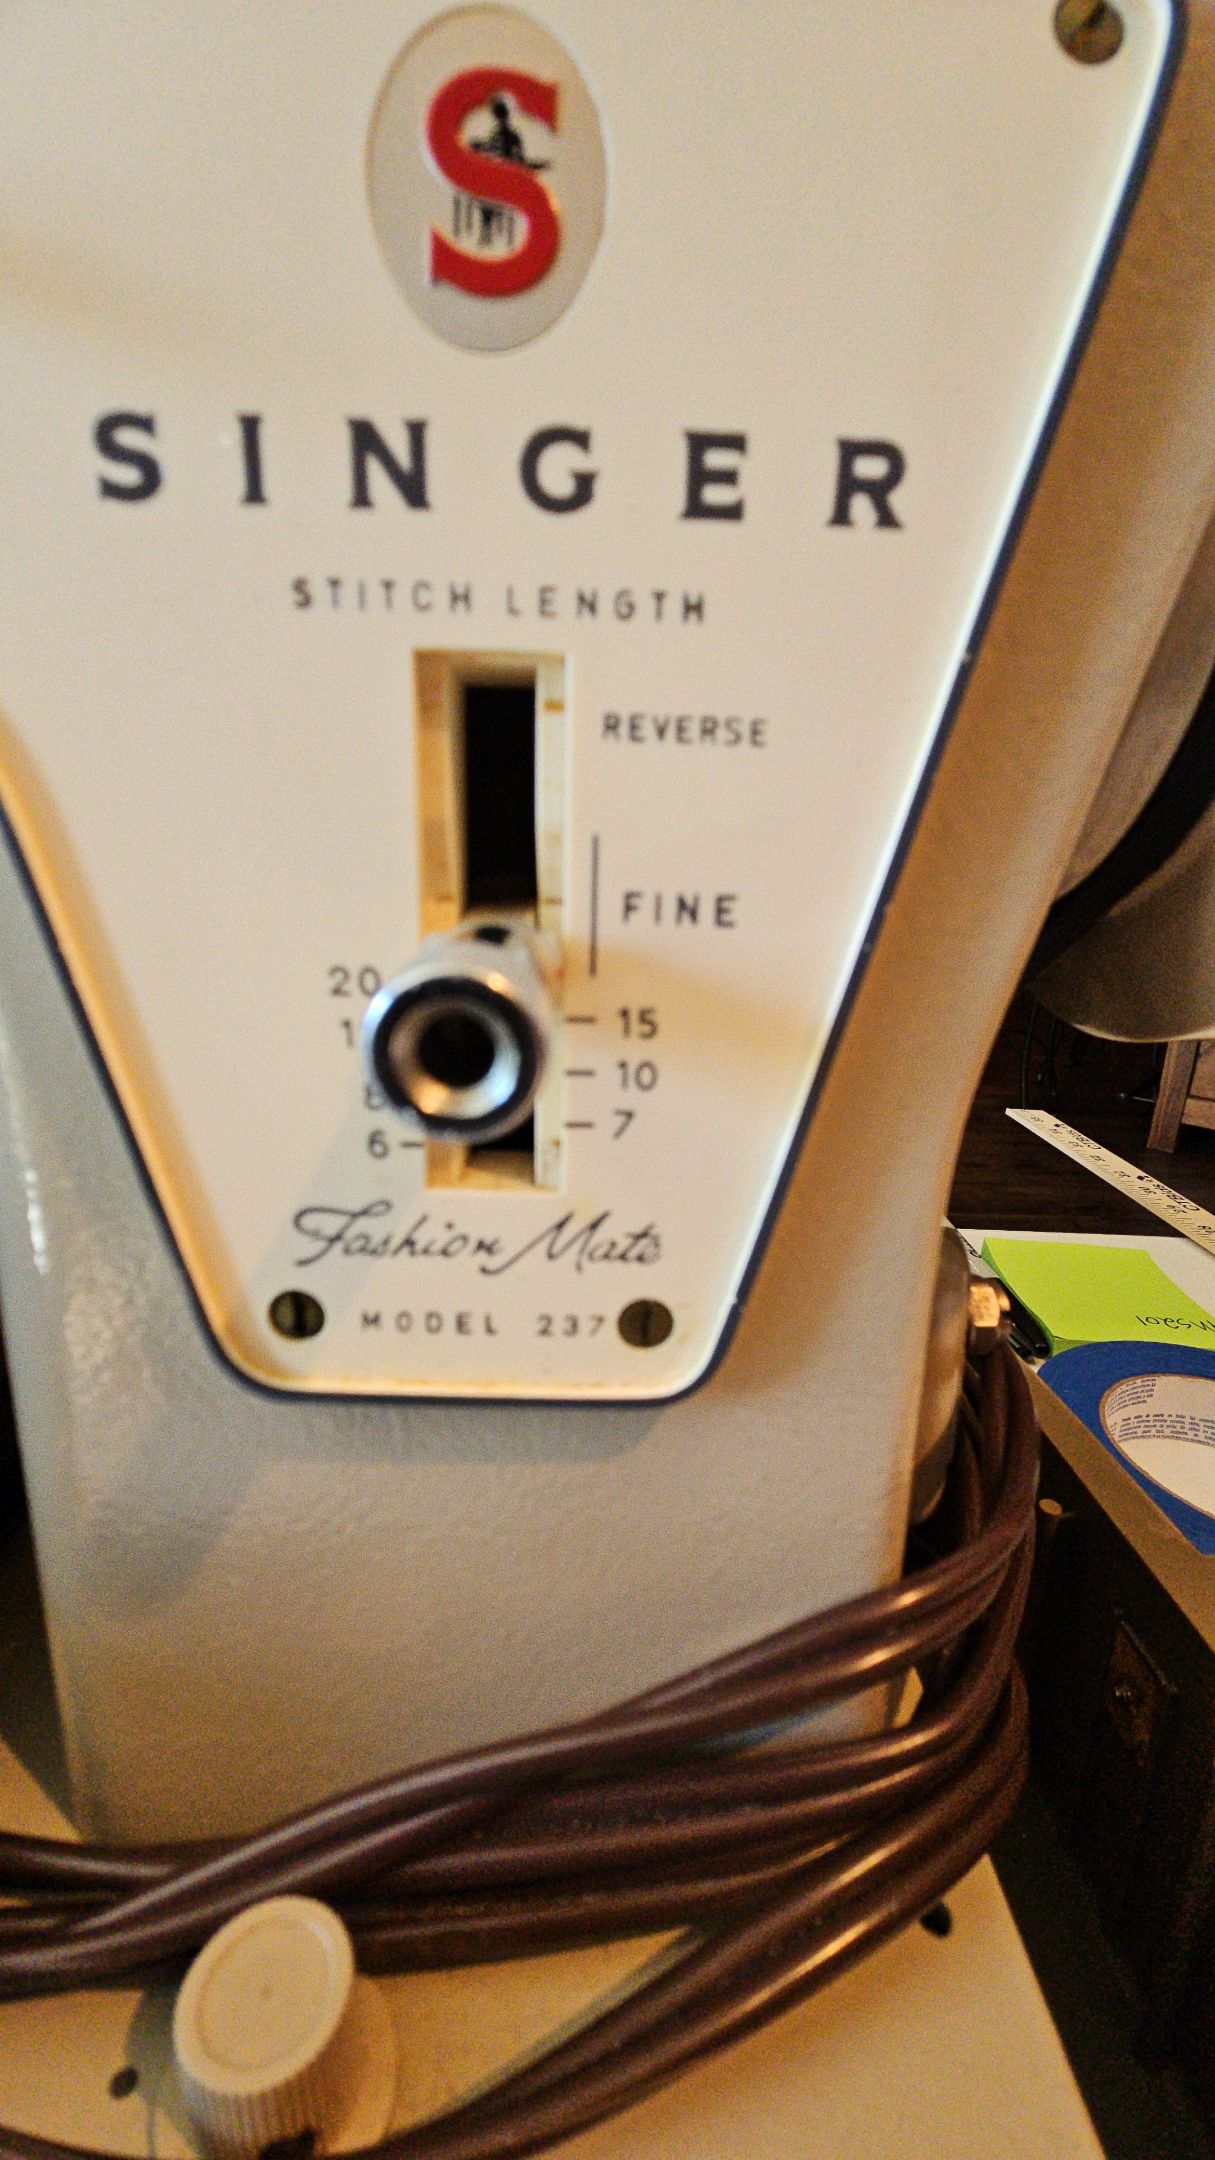 S
SINGER
STITCH LENGTH
REVERSE
FINE
20
15
10
7
6
Fashion Mate
MODEL 237